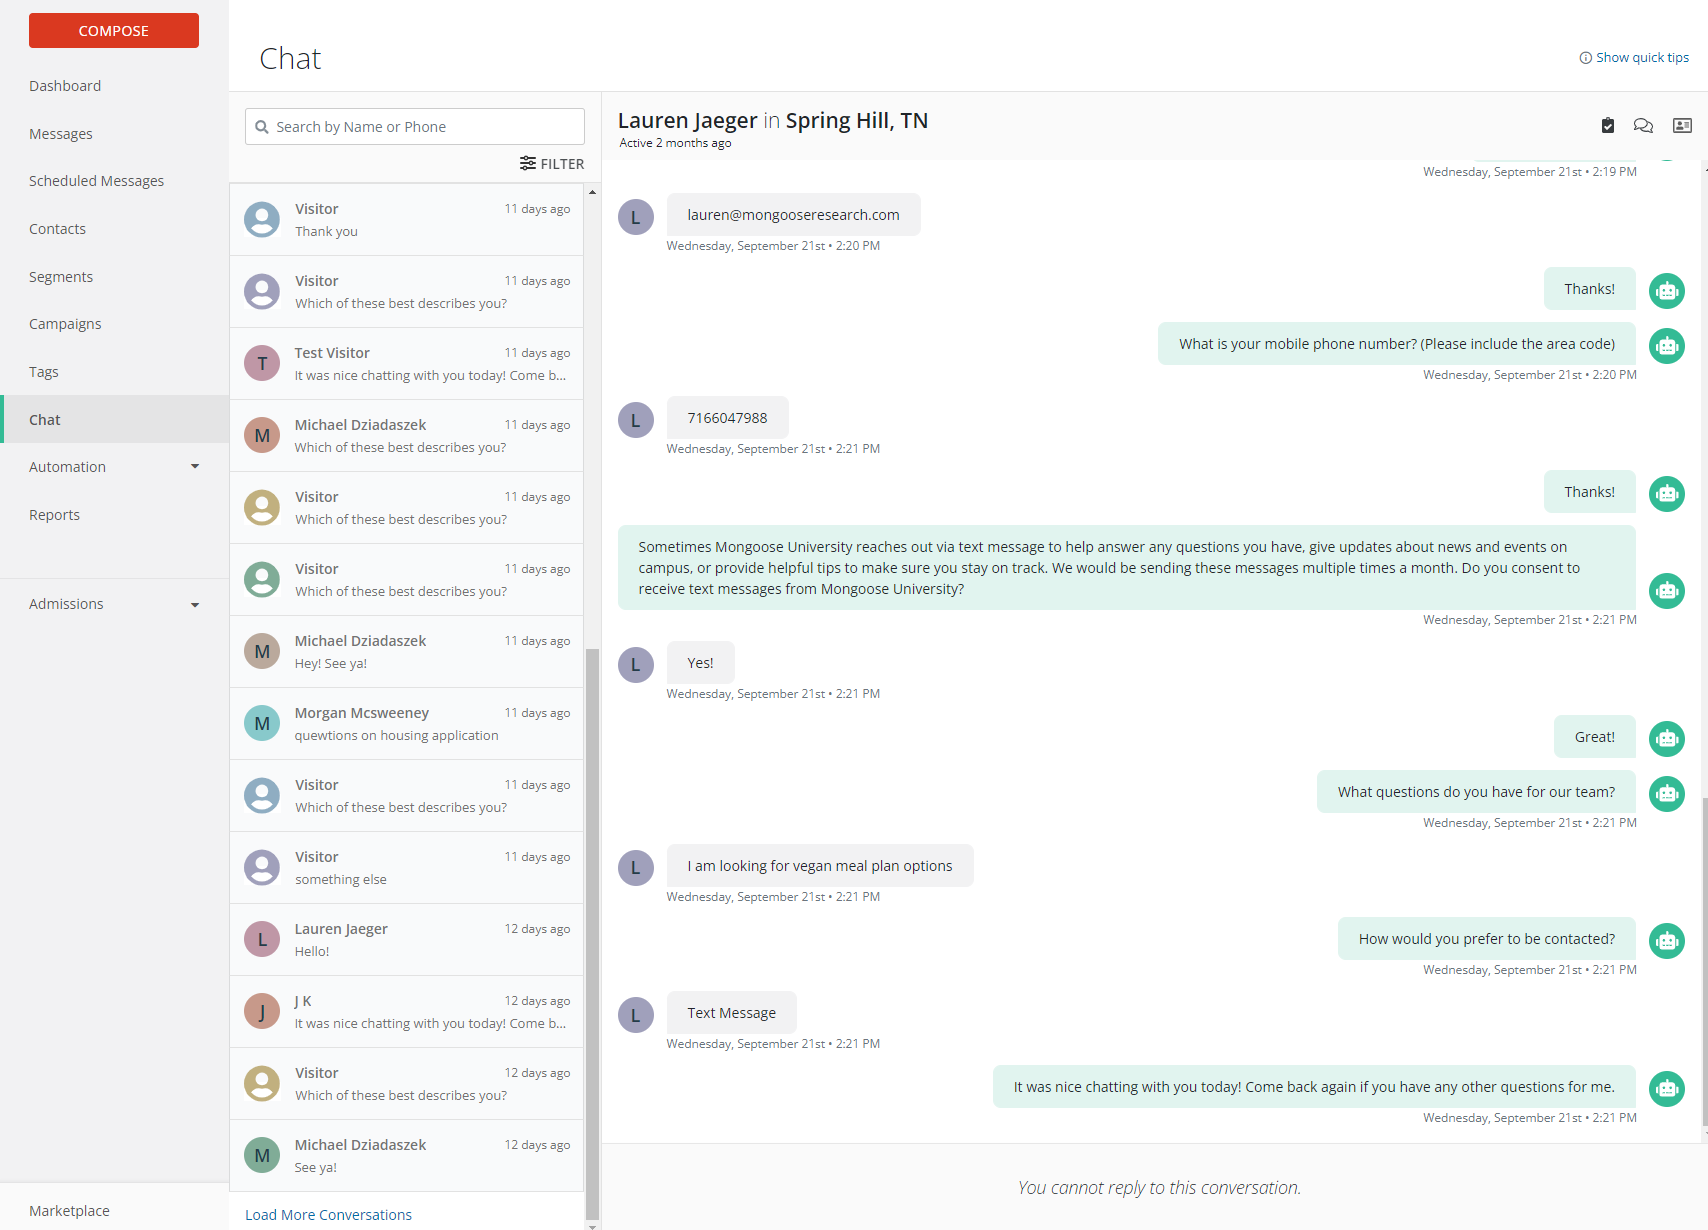 COMPOSE
Dashboard
Messages
Scheduled Messages
Contacts
Segments
Campaigns
Tags
Chat
Automation
Reports
Admissions
Marketplace
Chat
Show quick tips
Search by Name or Phone
FILTER
Visitor 11 days ago
Thank you
Visitor 11 days ago
Which of these best describes you?
T Test Visitor 11 days ago
It was nice chatting with you today! Come b...
M Michael Dziadaszek 11 days ago
Which of these best describes you?
Visitor 11 days ago
Which of these best describes you?
Visitor 11 days ago
Which of these best describes you?
M Michael Dziadaszek 11 days ago
Hey! See ya!
M Morgan Mcsweeney 11 days ago
quewtions on housing application
Visitor 11 days ago
Which of these best describes you?
Visitor 11 days ago
something else
L Lauren Jaeger 12 days ago
Hello!
J J K 12 days ago
It was nice chatting with you today! Come b...
Visitor 12 days ago
Which of these best describes you?
M Michael Dziadaszek 12 days ago
See ya!
Load More Conversations
Lauren Jaeger in Spring Hill, TN
Active 2 months ago
Wednesday, September 21st • 2:19 PM
L lauren@mongooseresearch.com
Wednesday, September 21st • 2:20 PM
Thanks!
What is your mobile phone number? (Please include the area code)
Wednesday, September 21st • 2:20 PM
L 7166047988
Wednesday, September 21st • 2:21 PM
Thanks!
Sometimes Mongoose University reaches out via text message to help answer any questions you have, give updates about news and events on
campus, or provide helpful tips to make sure you stay on track. We would be sending these messages multiple times a month. Do you consent to
receive text messages from Mongoose University?
Wednesday, September 21st • 2:21 PM
L Yes!
Wednesday, September 21st • 2:21 PM
Great!
What questions do you have for our team?
Wednesday, September 21st • 2:21 PM
L I am looking for vegan meal plan options
Wednesday, September 21st • 2:21 PM
How would you prefer to be contacted?
Wednesday, September 21st • 2:21 PM
L Text Message
Wednesday, September 21st • 2:21 PM
It was nice chatting with you today! Come back again if you have any other questions for me.
Wednesday, September 21st • 2:21 PM
You cannot reply to this conversation.